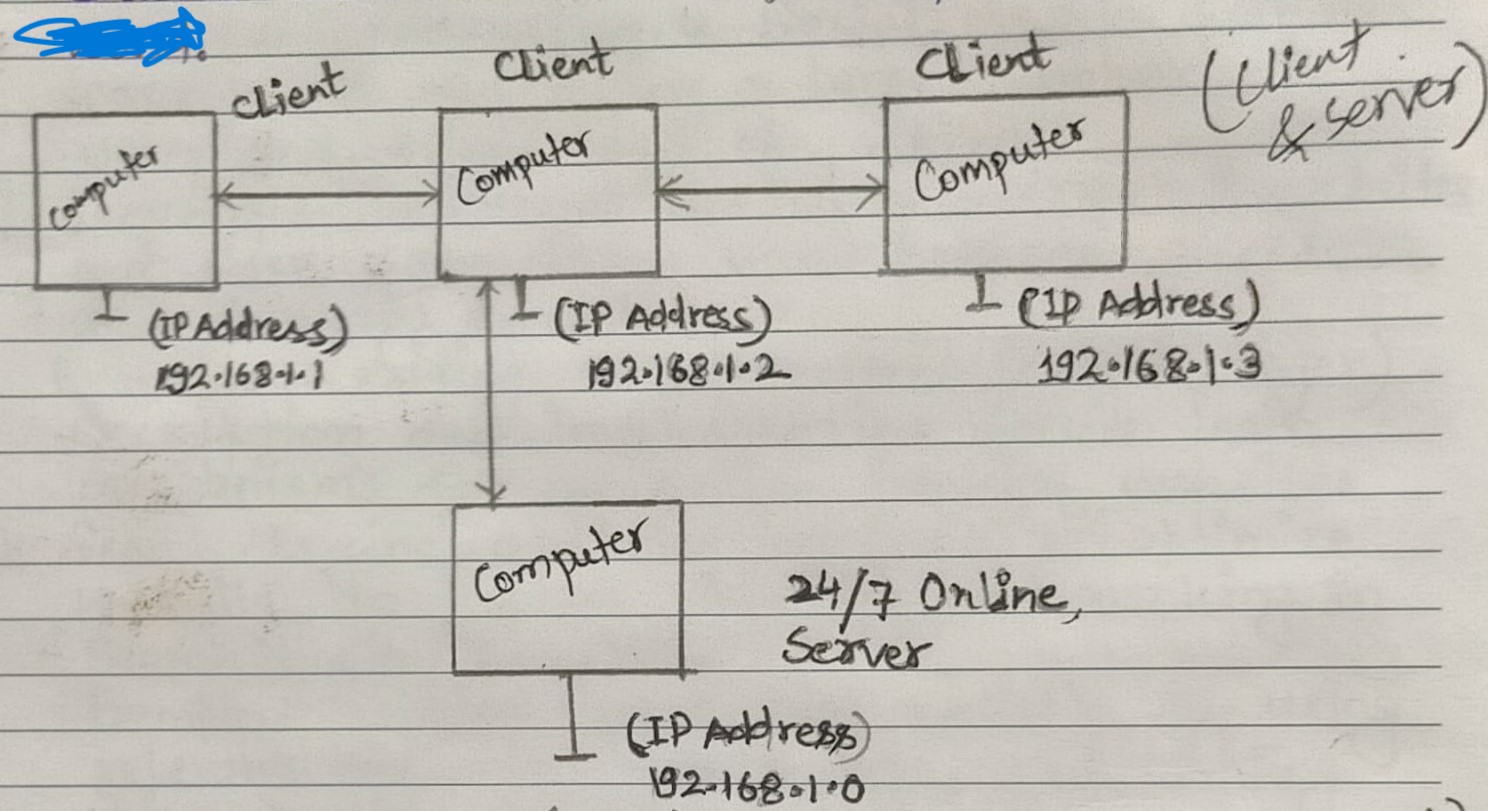 Client
Client
Client
(Client
& server)
Computer
Computer
Computer
(IP Address)
192.168.1.1
(IP Address)
192.168.1.2
(IP Address)
192.168.1.3
Computer
24/7 Online,
Server
(IP Address)
192.168.1.0